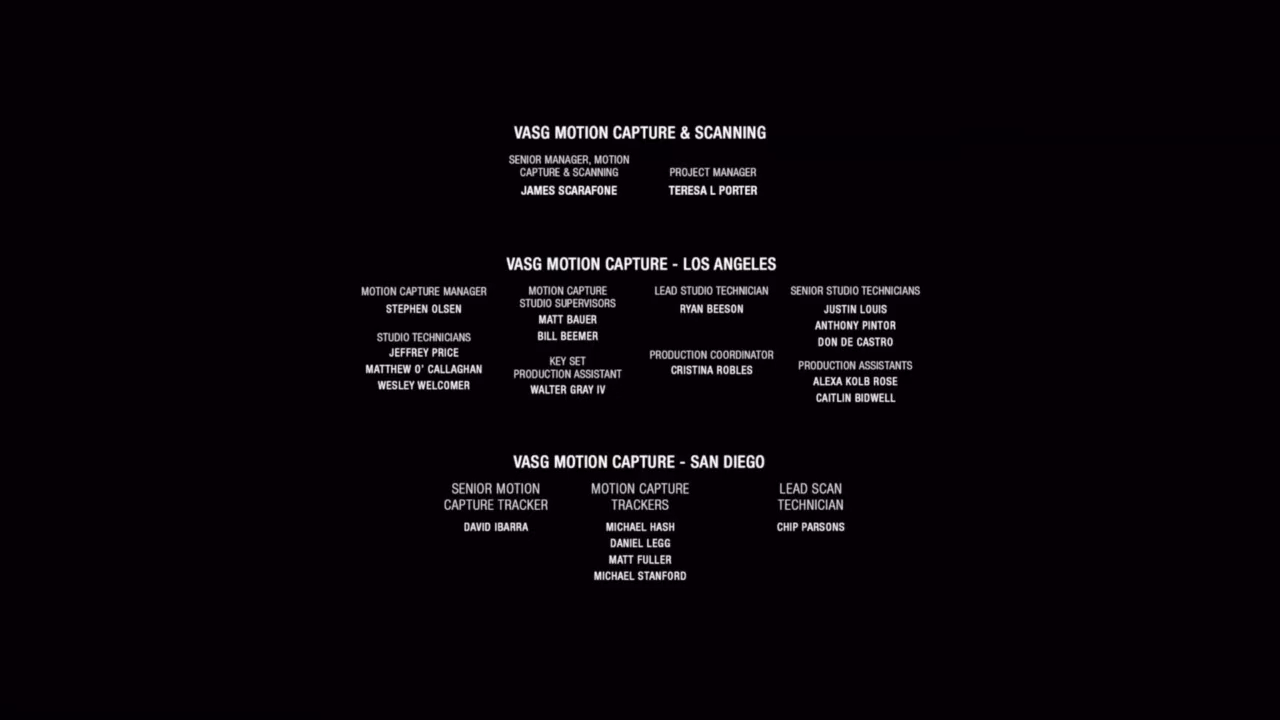 VASG MOTION CAPTURE & SCANNING
SENIOR MANAGER, MOTION
CAPTURE & SCANNING
JAMES SCARAFONE
PROJECT MANAGER
TERESA L PORTER
VASG MOTION CAPTURE - LOS ANGELES
MOTION CAPTURE MANAGER
STEPHEN OLSEN
STUDIO TECHNICIANS
JEFFREY PRICE
MATTHEW O' CALLAGHAN
WESLEY WELCOMER
MOTION CAPTURE
STUDIO SUPERVISORS
MATT BAUER
BILL BEEMER
KEY SET
PRODUCTION ASSISTANT
WALTER GRAY IV
LEAD STUDIO TECHNICIAN
RYAN BEESON
PRODUCTION COORDINATOR
CRISTINA ROBLES
SENIOR STUDIO TECHNICIANS
JUSTIN LOUIS
ANTHONY PINTOR
DON DE CASTRO
PRODUCTION ASSISTANTS
ALEXA KOLB ROSE
CAITLIN BIDWELL
VASG MOTION CAPTURE - SAN DIEGO
SENIOR MOTION
CAPTURE TRACKER
DAVID IBARRA
MOTION CAPTURE
TRACKERS
MICHAEL HASH
DANIEL LEGG
MATT FULLER
MICHAEL STANFORD
LEAD SCAN
TECHNICIAN
CHIP PARSONS